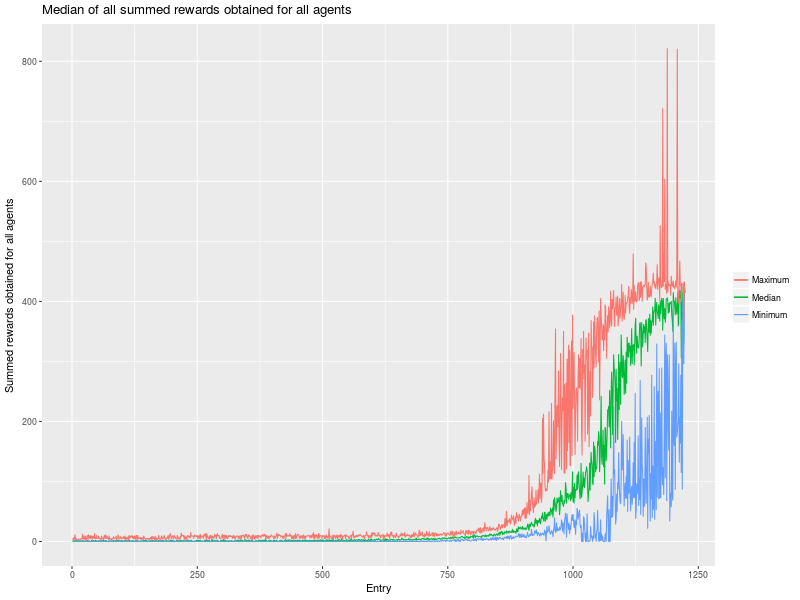 Median of all summed rewards obtained for all agents
Summed rewards obtained for all agents
800
600
400
200
0
0 250 500 750 1000 1250
Entry
Maximum
Median
Minimum